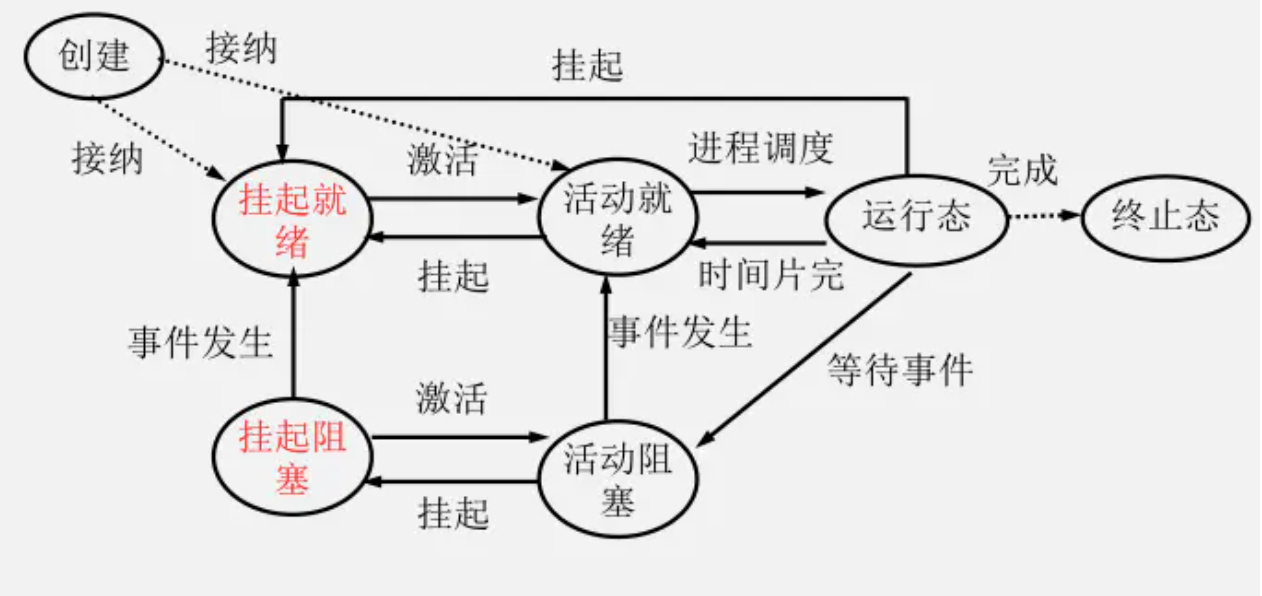 创建
接纳
挂起
接纳
激活
进程调度
完成
挂起就
绪
活动就
绪
运行态
终止态
挂起
时间片完
事件发生
事件发生
等待事件
激活
挂起阻
塞
活动阻
塞
挂起